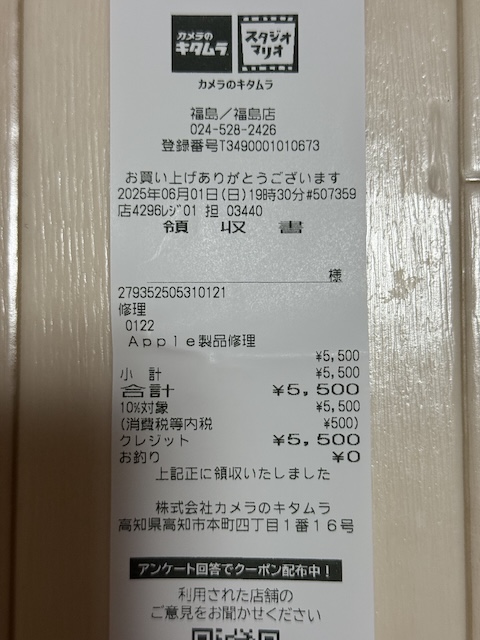 カメラの
キタムラ
スタジオ
マリオ
カメラのキタムラ
福島／福島店
024-528-2426
登録番号T3490001010673
お買い上げありがとうございます
2025年06月01日(日)19時30分#507359
店4296ﾚｼﾞ01 担 03440
領 収 書
様
279352505310121
修理
0122
Ａｐｐｌｅ製品修理
¥5,500
小 計 ¥5,500
合計 ¥5,500
10%対象 ¥5,500
(消費税等内税 ¥500)
クレジット ¥5,500
お釣り ¥0
上記正に領収いたしました
株式会社カメラのキタムラ
高知県高知市本町四丁目１番１６号
アンケート回答でクーポン配布中！
利用された店舗の
ご意見をお聞かせください